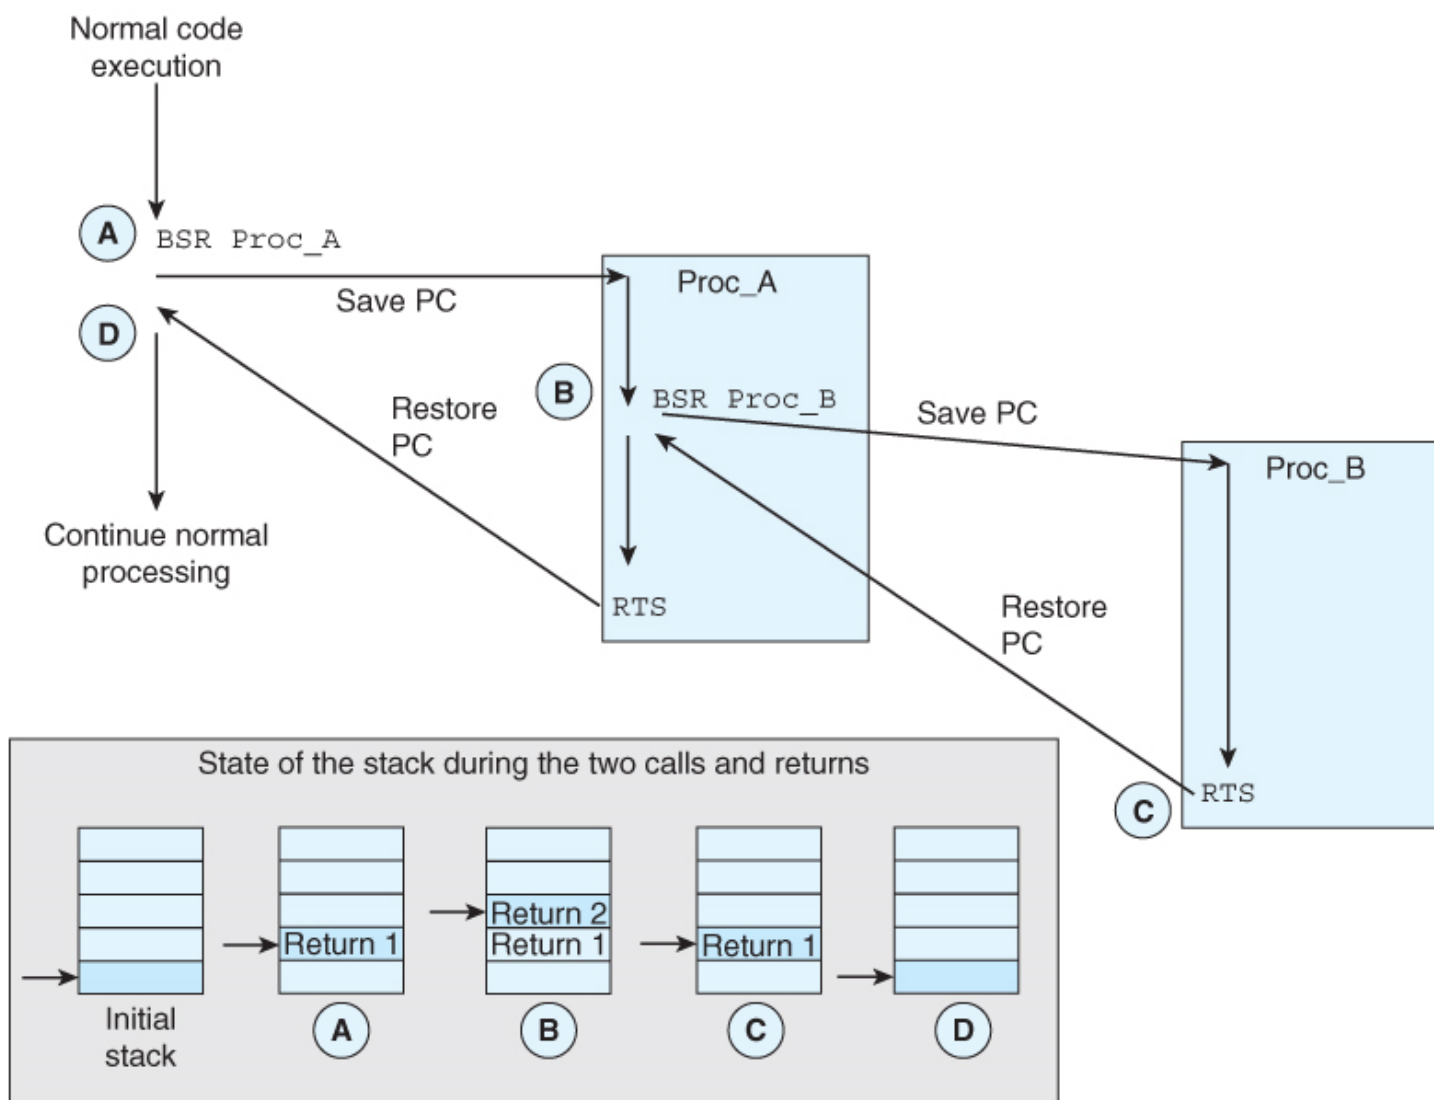 Normal code
execution
A
BSR Proc_A
Save PC
Proc_A
D
B
BSR Proc_B
Restore
PC
Save PC
Proc_B
Continue normal
processing
RTS
Restore
PC
C
RTS
State of the stack during the two calls and returns
Return 2
Return 1
Return 1
Return 1
Initial
stack
A
B
C
D